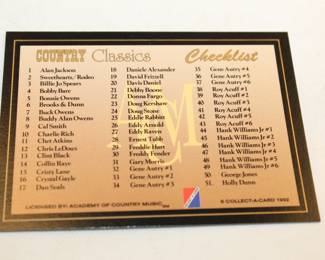 COUNTRY Classics Checklist
1 Alan Jackson
2 Sweethearts/Rodeo
3 Billie Jo Spears
4 Bobby Bare
5 Bonnie Owens
6 Brooks & Dunn
7 Buck Owens
8 Buddy Alan Owens
9 Cal Smith
10 Charlie Rich
11 Chet Atkins
12 Chris LeDoux
13 Clint Black
14 Collin Raye
15 Cristy Lane
16 Crystal Gayle
17 Dan Seals
18 Daniele Alexander
19 David Frizzell
20 Davis Daniel
21 Debby Boone
22 Donna Fargo
23 Doug Kershaw
24 Doug Stone
25 Eddie Rabbitt
26 Eddy Arnold
27 Eddy Raven
28 Ernest Tubb
29 Freddie Hart
30 Freddy Fender
31 Gary Morris
32 Gene Autry #1
33 Gene Autry #2
34 Gene Autry #3
35 Gene Autry #4
36 Gene Autry #5
37 Gene Autry #6
38 Roy Acuff #1
39 Roy Acuff #2
40 Roy Acuff #3
41 Roy Acuff #4
42 Roy Acuff #5
43 Roy Acuff #6
44 Hank Williams Jr #1
45 Hank Williams Jr #2
46 Hank Williams Jr #3
47 Hank Williams Jr #4
48 Hank Williams Jr #5
49 Hank Williams Jr #6
50 George Jones
51. Holly Dunn
LICENSED BY: ACADEMY OF COUNTRY MUSIC
© COLLECT-A-CARD 1992